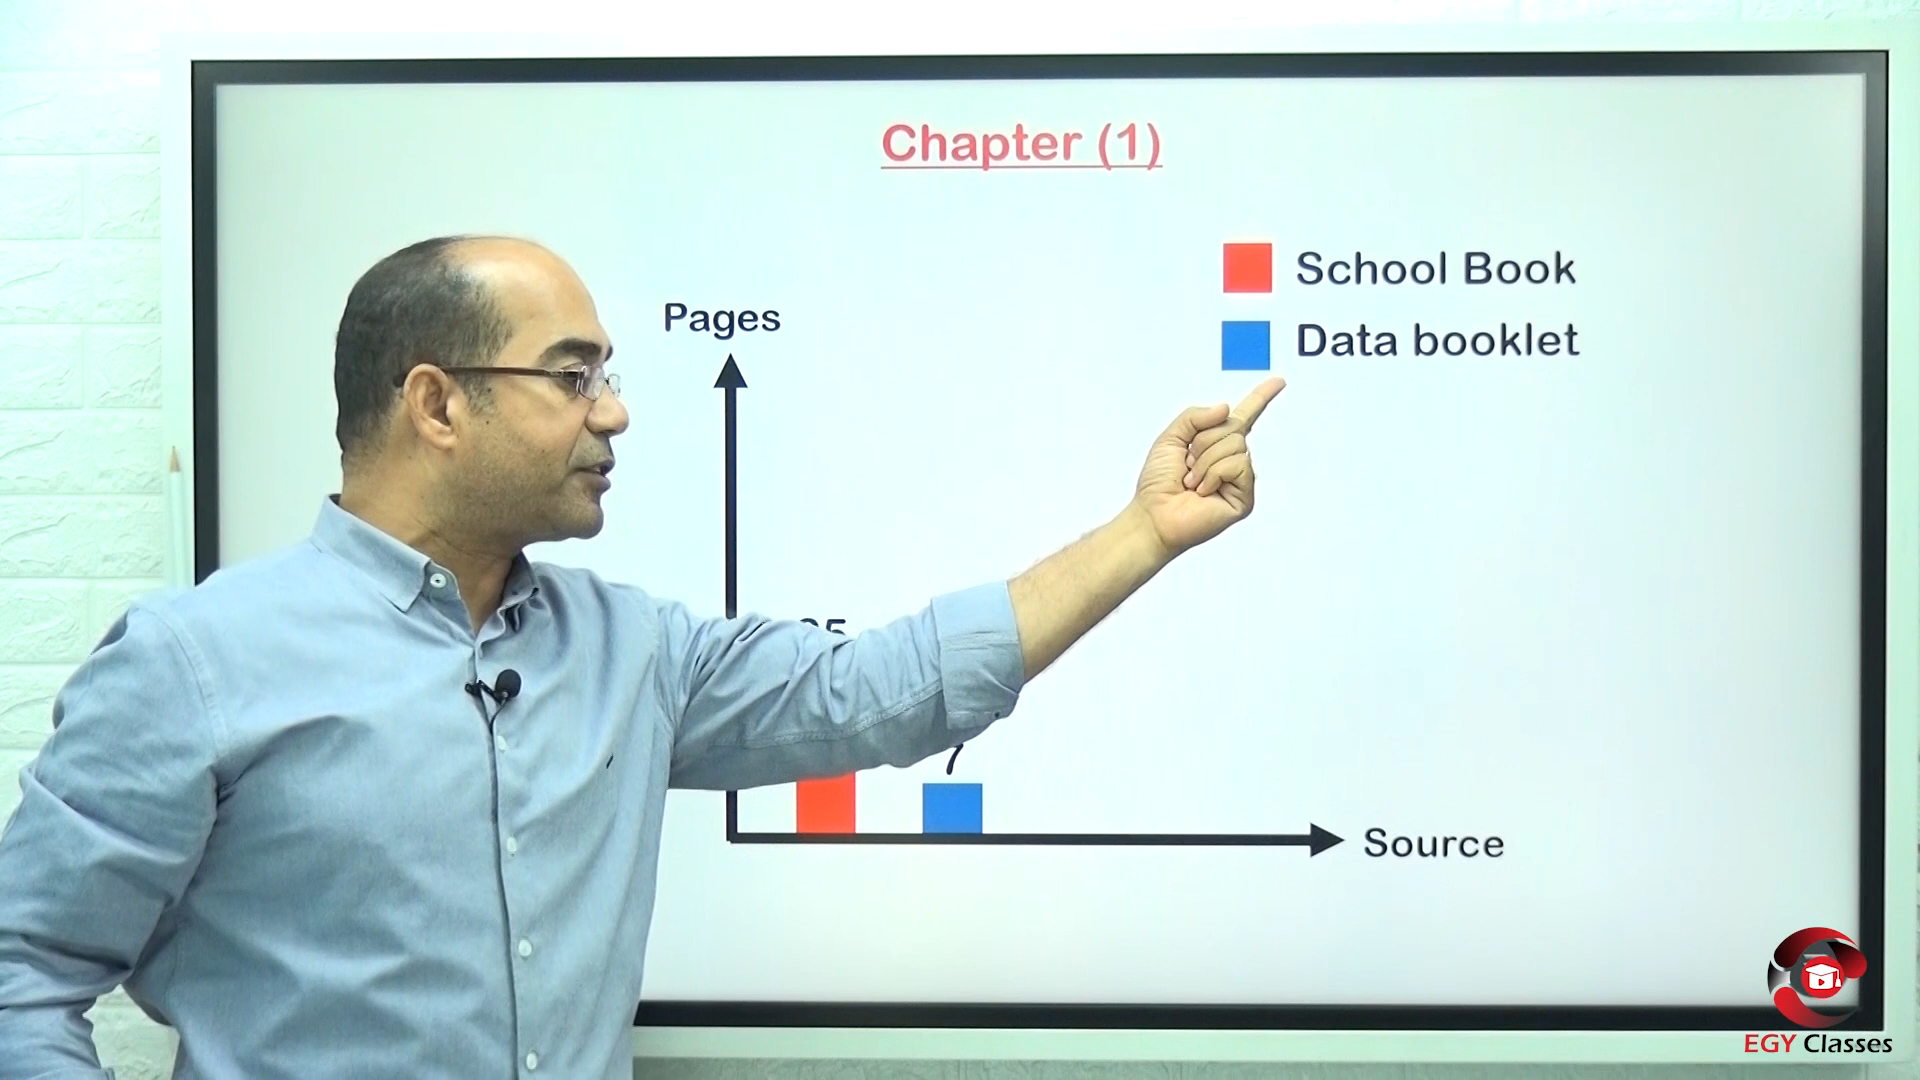 Chapter (1)
School Book
Data booklet
Pages
7
Source
EGY Classes